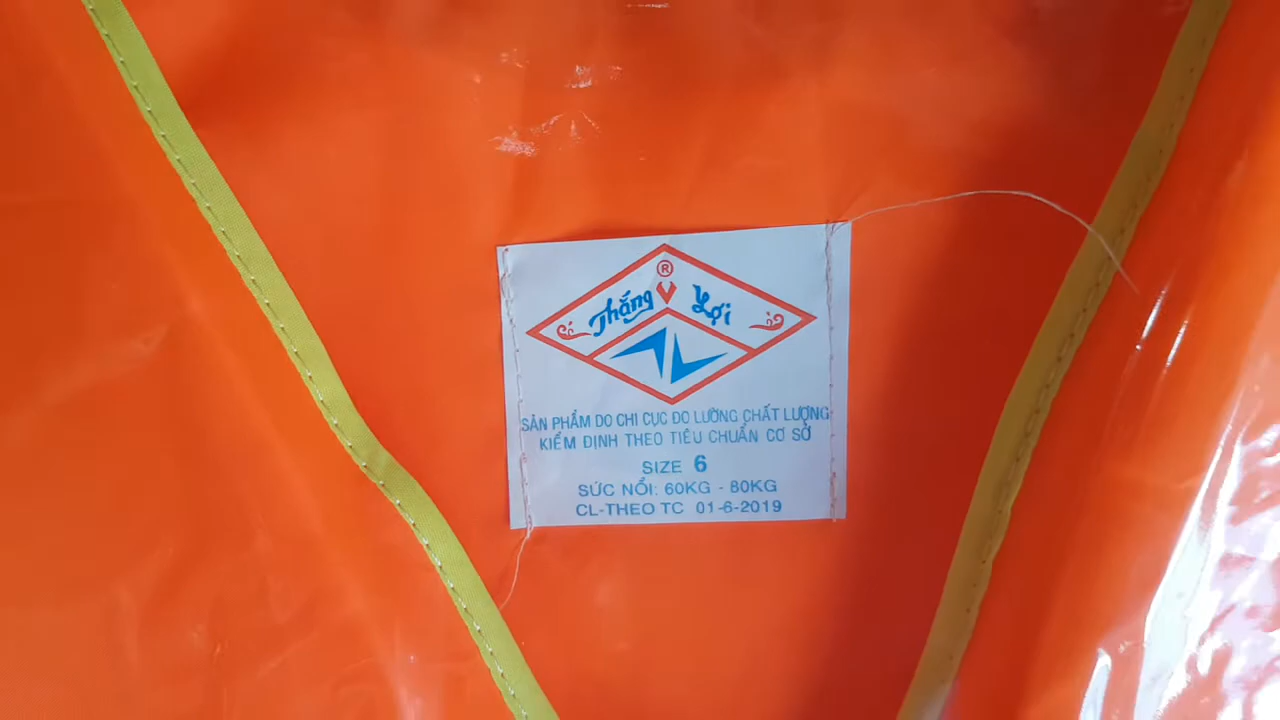 ®
Thắng Lợi
SẢN PHẨM DO CHI CỤC ĐO LƯỜNG CHẤT LƯỢNG
KIỂM ĐỊNH THEO TIÊU CHUẨN CƠ SỞ
SIZE 6
SỨC NỔI: 60KG - 80KG
CL-THEO TC 01-6-2019